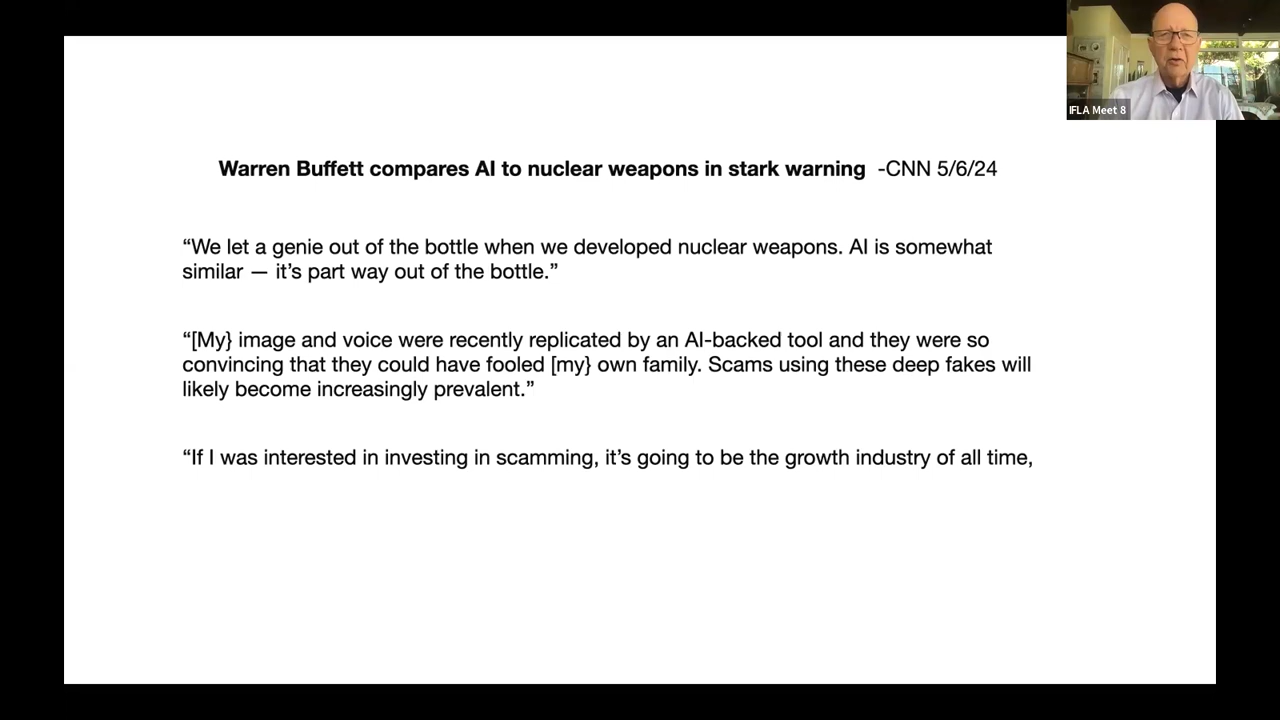 Warren Buffett compares AI to nuclear weapons in stark warning -CNN 5/6/24
“We let a genie out of the bottle when we developed nuclear weapons. AI is somewhat
similar — it’s part way out of the bottle.”
“[My} image and voice were recently replicated by an AI-backed tool and they were so
convincing that they could have fooled [my} own family. Scams using these deep fakes will
likely become increasingly prevalent.”
“If I was interested in investing in scamming, it’s going to be the growth industry of all time,
IFLA Meet 8